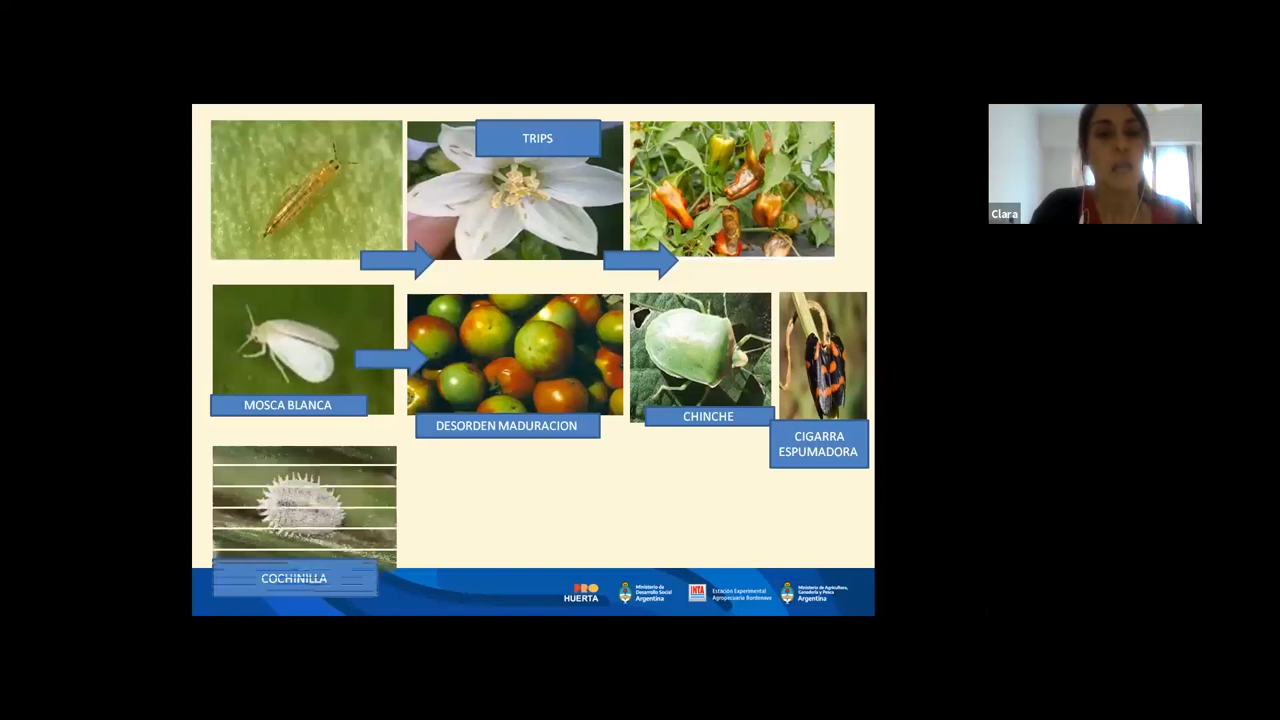 TRIPS
Clara
MOSCA BLANCA
DESORDEN MADURACION
CHINCHE
CIGARRA
ESPUMADORA
COCHINILLA
PRO
HUERTA
Ministerio de
Desarrollo Social
Argentina
INTA
Estación Experimental
Agropecuaria Bordenave
Ministerio de Agricultura,
Ganadería y Pesca
Argentina